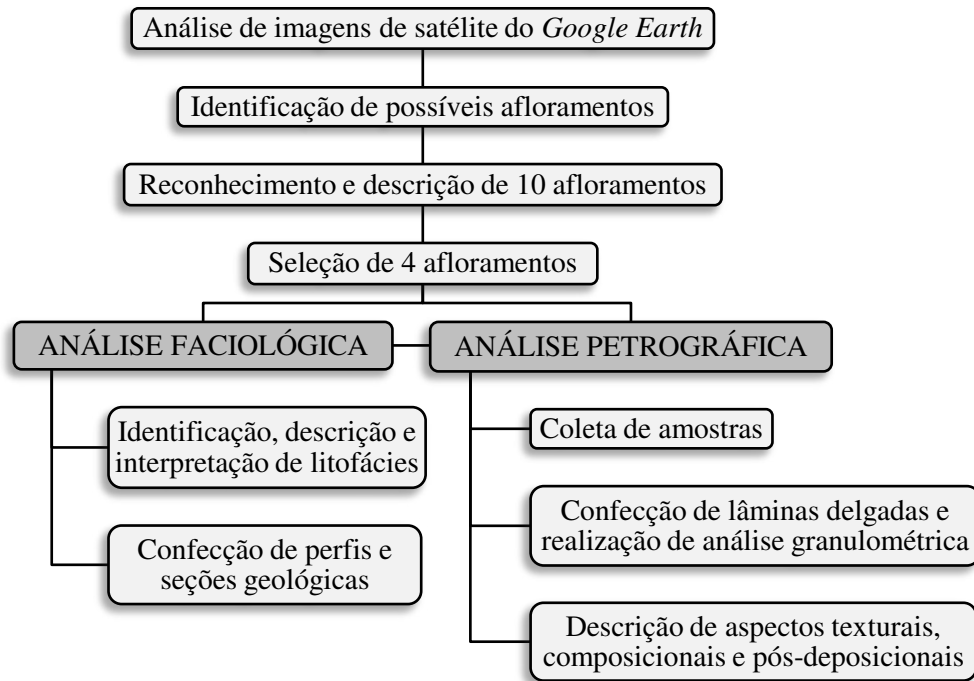 Análise de imagens de satélite do Google Earth
Identificação de possíveis afloramentos
Reconhecimento e descrição de 10 afloramentos
Seleção de 4 afloramentos
ANÁLISE FACIOLÓGICA
Identificação, descrição e
interpretação de litofácies
Confecção de perfis e
seções geológicas
ANÁLISE PETROGRÁFICA
Coleta de amostras
Confecção de lâminas delgadas e
realização de análise granulométrica
Descrição de aspectos texturais,
composicionais e pós-deposicionais